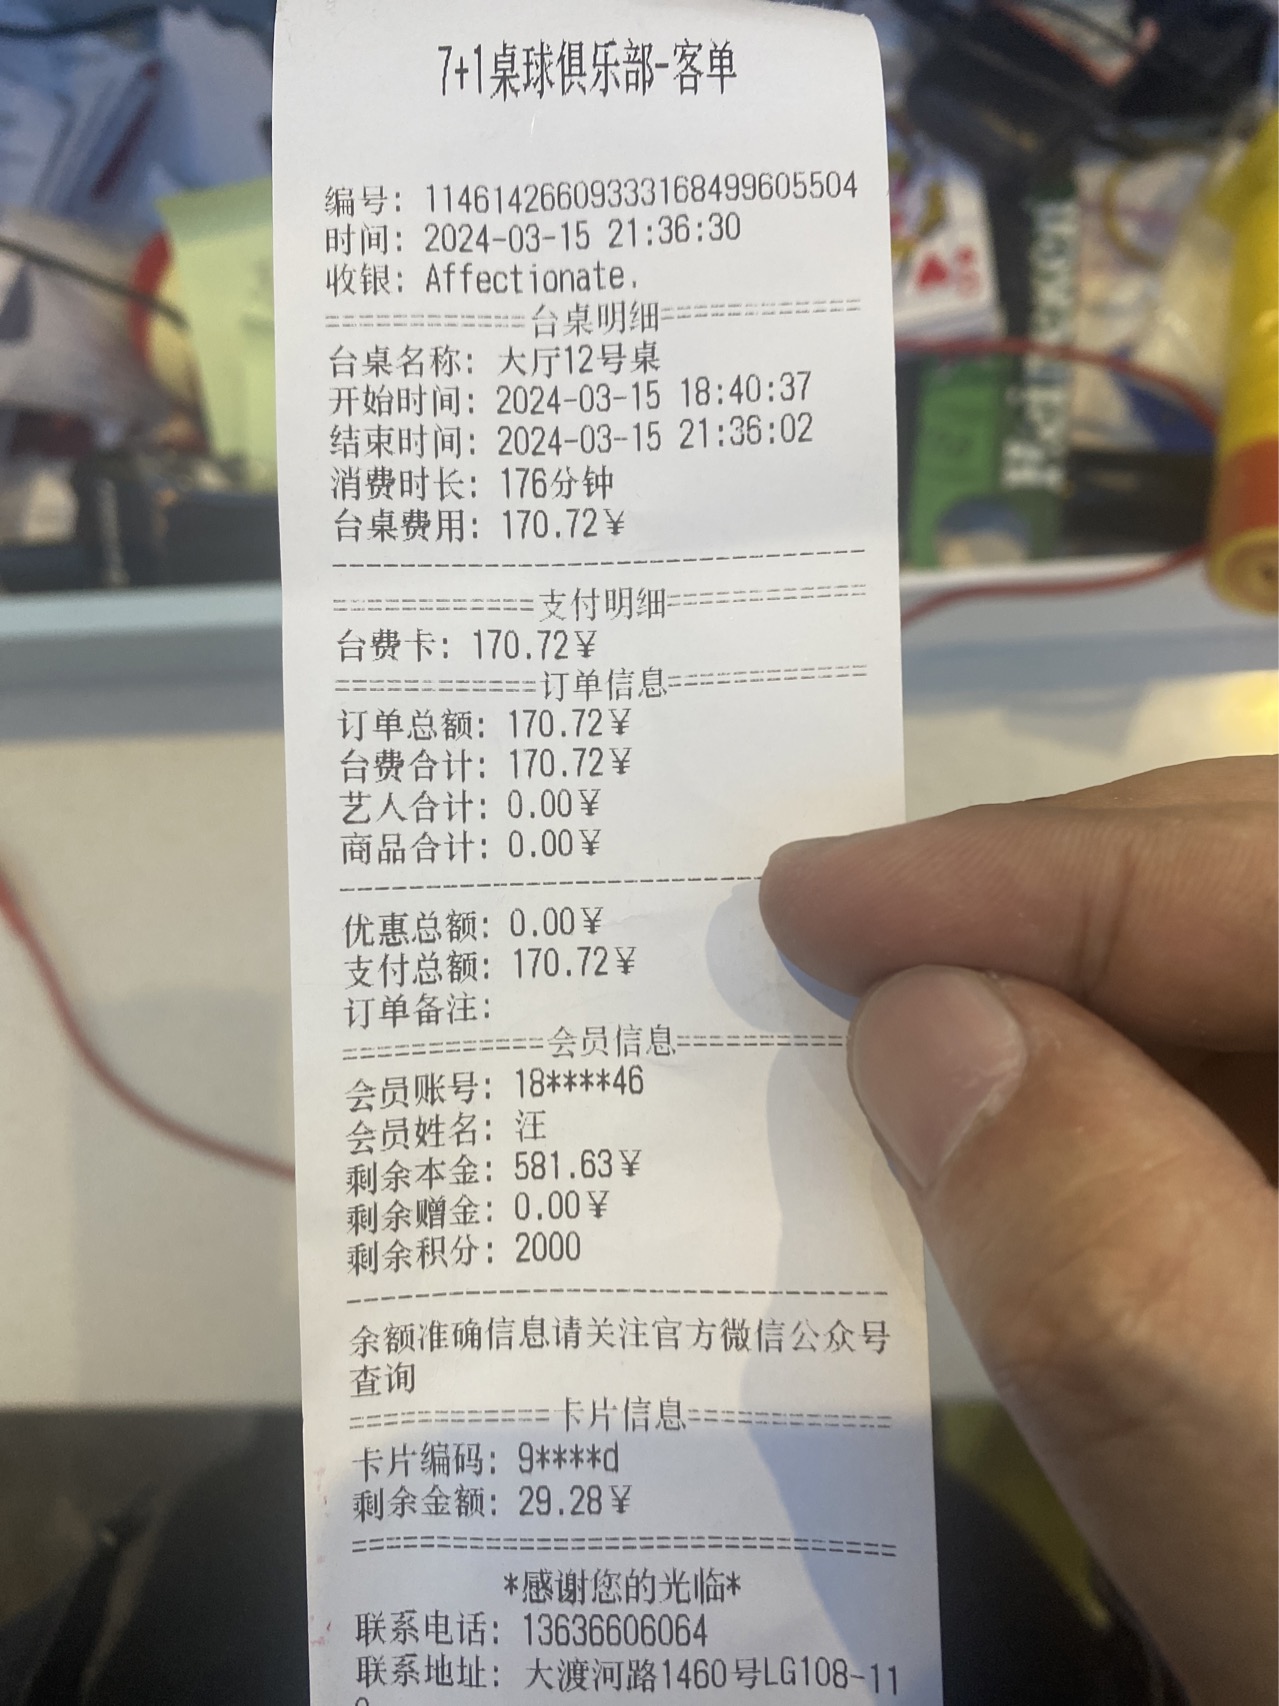 7+1桌球俱乐部-客单
编号: 11461426609333168499605504
时间: 2024-03-15 21:36:30
收银: Affectionate.
============台桌明细============
台桌名称: 大厅12号桌
开始时间: 2024-03-15 18:40:37
结束时间: 2024-03-15 21:36:02
消费时长: 176分钟
台桌费用: 170.72¥
--------------------------------
============支付明细============
台费卡: 170.72¥
============订单信息============
订单总额: 170.72¥
台费合计: 170.72¥
艺人合计: 0.00¥
商品合计: 0.00¥
--------------------------------
优惠总额: 0.00¥
支付总额: 170.72¥
订单备注:
============会员信息============
会员账号: 18****46
会员姓名: 汪
剩余本金: 581.63¥
剩余赠金: 0.00¥
剩余积分: 2000
--------------------------------
余额准确信息请关注官方微信公众号
查询
============卡片信息============
卡片编码: 9****d
剩余金额: 29.28¥
================================
*感谢您的光临*
联系电话: 13636606064
联系地址: 大渡河路1460号LG108-11